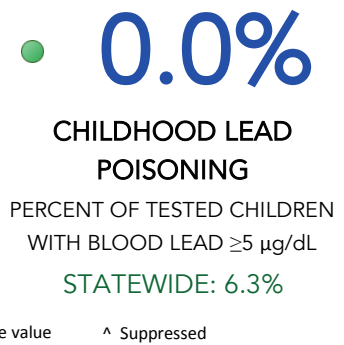 0.0%
CHILDHOOD LEAD
POISONING
PERCENT OF TESTED CHILDREN
WITH BLOOD LEAD ≥5 µg/dL
STATEWIDE: 6.3%
e value ^ Suppressed